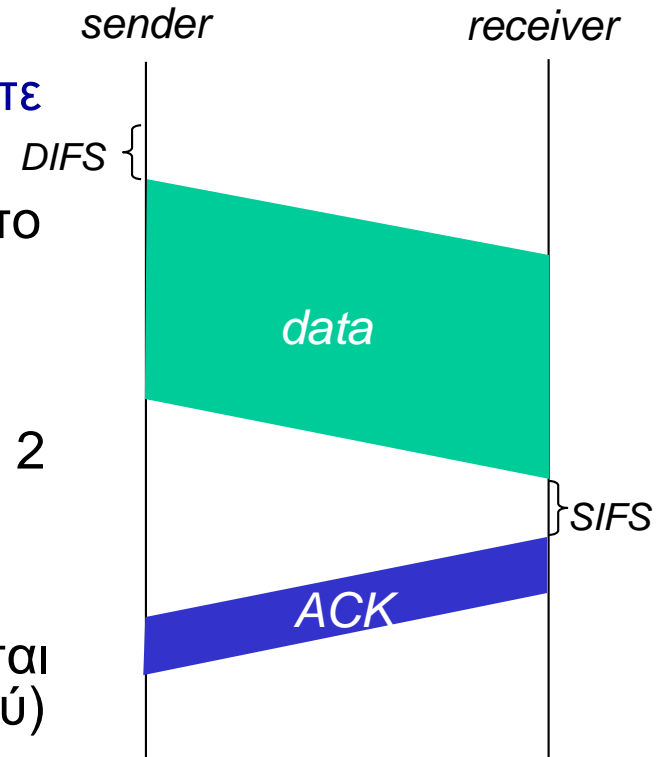 sender receiver
τε
DIFS
το
data
2
SIFS
ACK
ται
ύ)